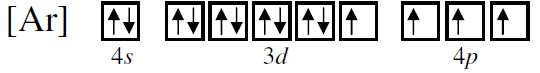 [Ar] ↑↓ ↑↓ ↑↓ ↑↓ ↑↓ ↑ ↑ ↑ ↑
4s 3d 4p